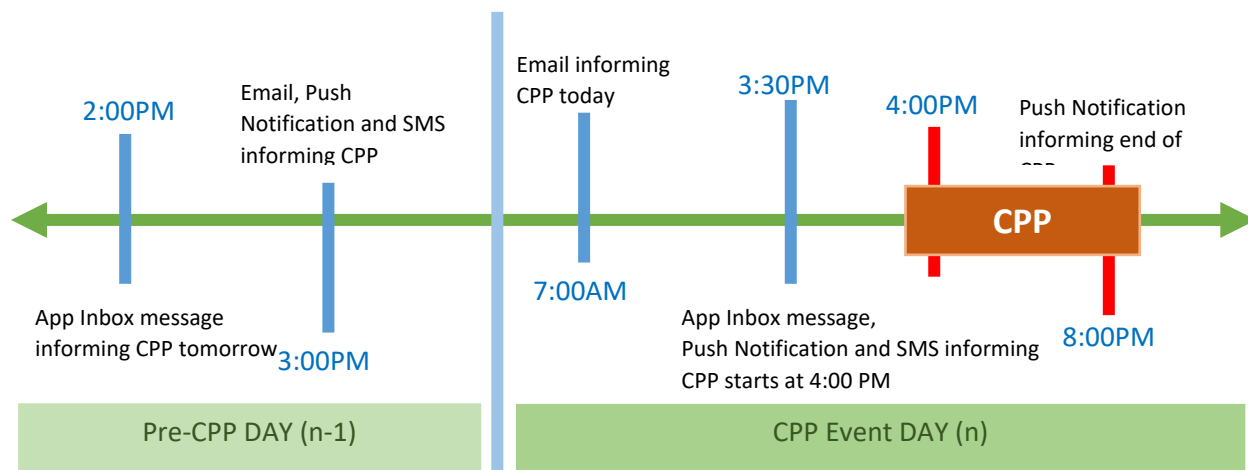 2:00PM
App Inbox message
informing CPP tomorrow
Email, Push
Notification and SMS
informing CPP
3:00PM
Email informing
CPP today
7:00AM
3:30PM
App Inbox message,
Push Notification and SMS informing
CPP starts at 4:00 PM
4:00PM
CPP
Push Notification
informing end of
8:00PM
Pre-CPP DAY (n-1)
CPP Event DAY (n)